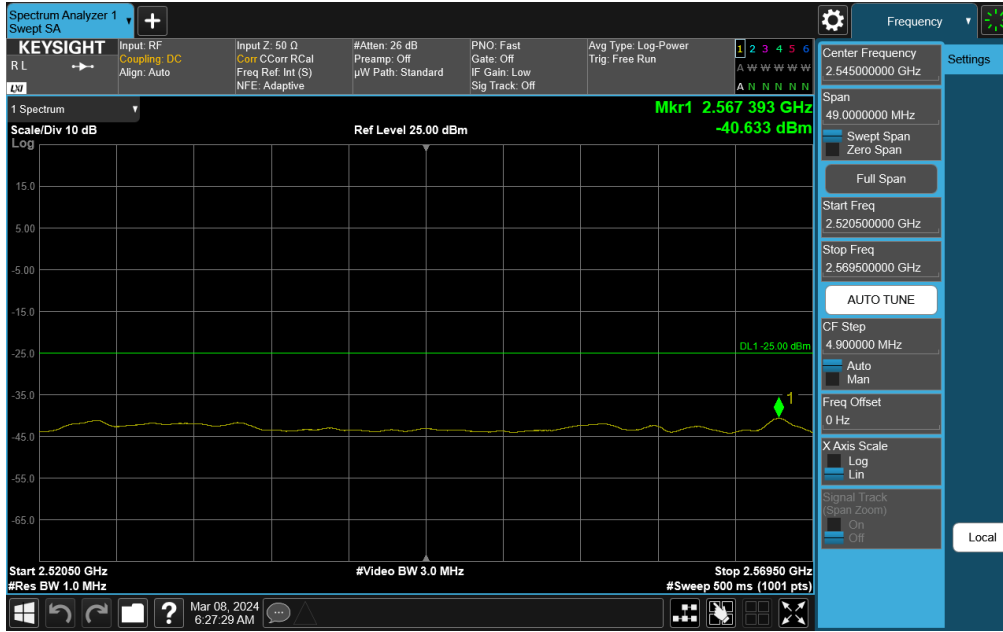 Spectrum Analyzer 1
Swept SA
Frequency
KEYSIGHT
R L
LXI
Input: RF
Coupling: DC
Align: Auto
Input Z: 50 Ω
Corr CCorr RCal
Freq Ref: Int (S)
NFE: Adaptive
#Atten: 26 dB
Preamp: Off
µW Path: Standard
PNO: Fast
Gate: Off
IF Gain: Low
Sig Track: Off
Avg Type: Log-Power
Trig: Free Run
1 2 3 4 5 6
A W W W W W
A N N N N N
1 Spectrum
Scale/Div 10 dB
Log
Ref Level 25.00 dBm
Mkr1 2.567 393 GHz
-40.633 dBm
15.0
5.00
-5.00
-15.0
-25.0
-35.0
-45.0
-55.0
-65.0
DL1 -25.00 dBm
1
Start 2.52050 GHz
#Res BW 1.0 MHz
#Video BW 3.0 MHz
Stop 2.56950 GHz
#Sweep 500 ms (1001 pts)
Mar 08, 2024
6:27:29 AM
Center Frequency
2.545000000 GHz
Span
49.0000000 MHz
Swept Span
Zero Span
Full Span
Start Freq
2.520500000 GHz
Stop Freq
2.569500000 GHz
AUTO TUNE
CF Step
4.900000 MHz
Auto
Man
Freq Offset
0 Hz
X Axis Scale
Log
Lin
Signal Track
(Span Zoom)
On
Off
Settings
Local